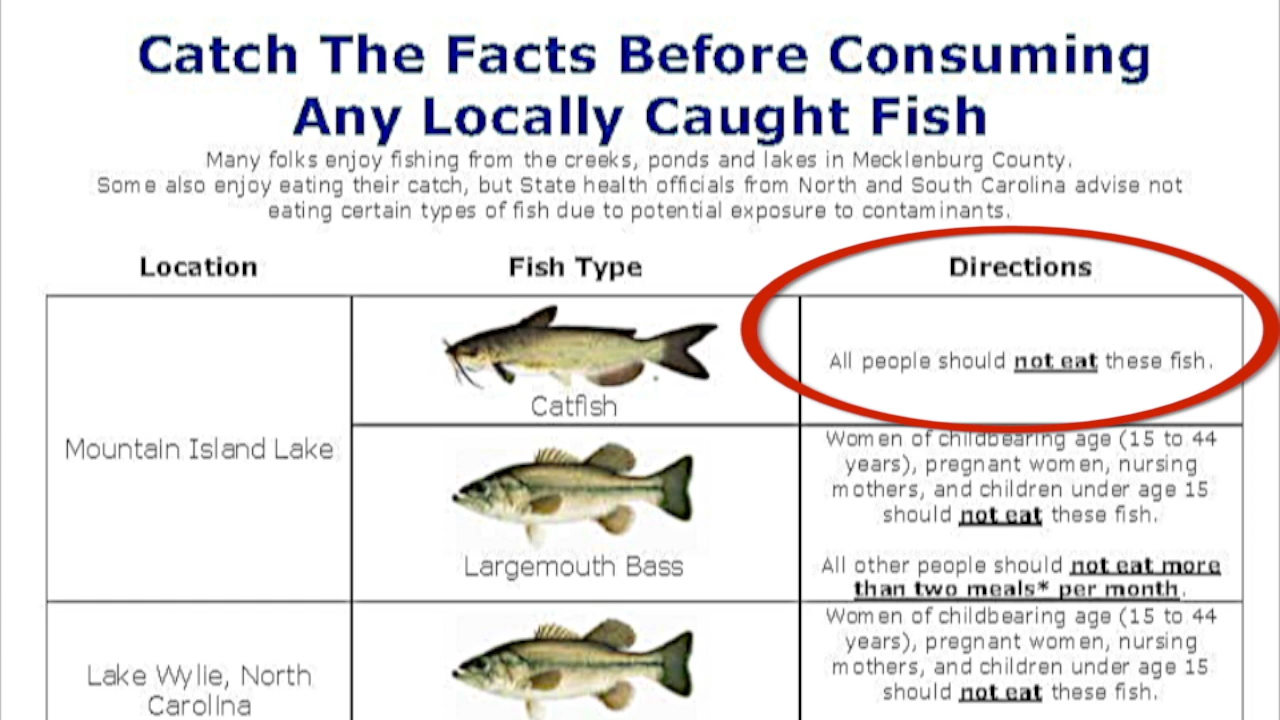 Catch The Facts Before Consuming
Any Locally Caught Fish
Many folks enjoy fishing from the creeks, ponds and lakes in Mecklenburg County.
Some also enjoy eating their catch, but State health officials from North and South Carolina advise not
eating certain types of fish due to potential exposure to contaminants.
Location
Fish Type
Directions
Mountain Island Lake
Catfish
All people should not eat these fish.
Largemouth Bass
Women of childbearing age (15 to 44
years), pregnant women, nursing
mothers, and children under age 15
should not eat these fish.
All other people should not eat more
than two meals* per month.
Lake Wylie, North
Carolina
Women of childbearing age (15 to 44
years), pregnant women, nursing
mothers, and children under age 15
should not eat these fish.